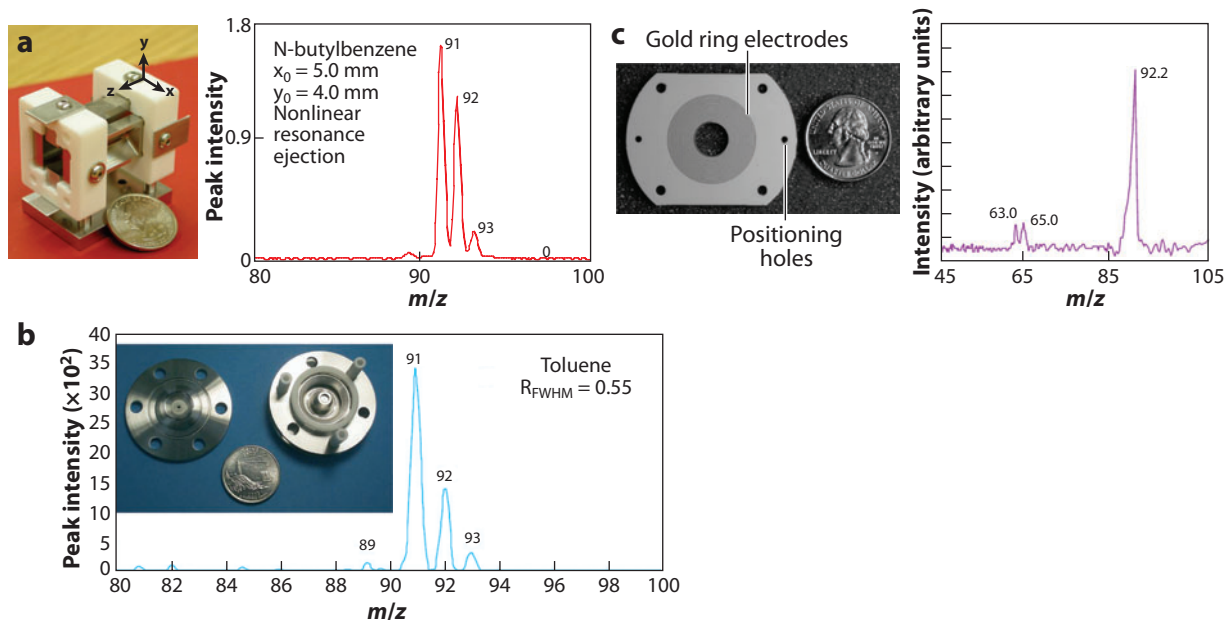 a
y
z
x
1.8
0.9
0
Peak intensity
N-butylbenzene
x0 = 5.0 mm
y0 = 4.0 mm
Nonlinear
resonance
ejection
91
92
93
0
80
90
100
m/z
c
Gold ring electrodes
LIBERTY
Positioning
holes
Intensity (arbitrary units)
92.2
63.0
65.0
45
65
85
105
m/z
b
Peak intensity (×10²)
40
35
30
25
20
15
10
5
0
Toluene
RFWHM = 0.55
91
92
93
89
80
82
84
86
88
90
92
94
96
98
100
m/z